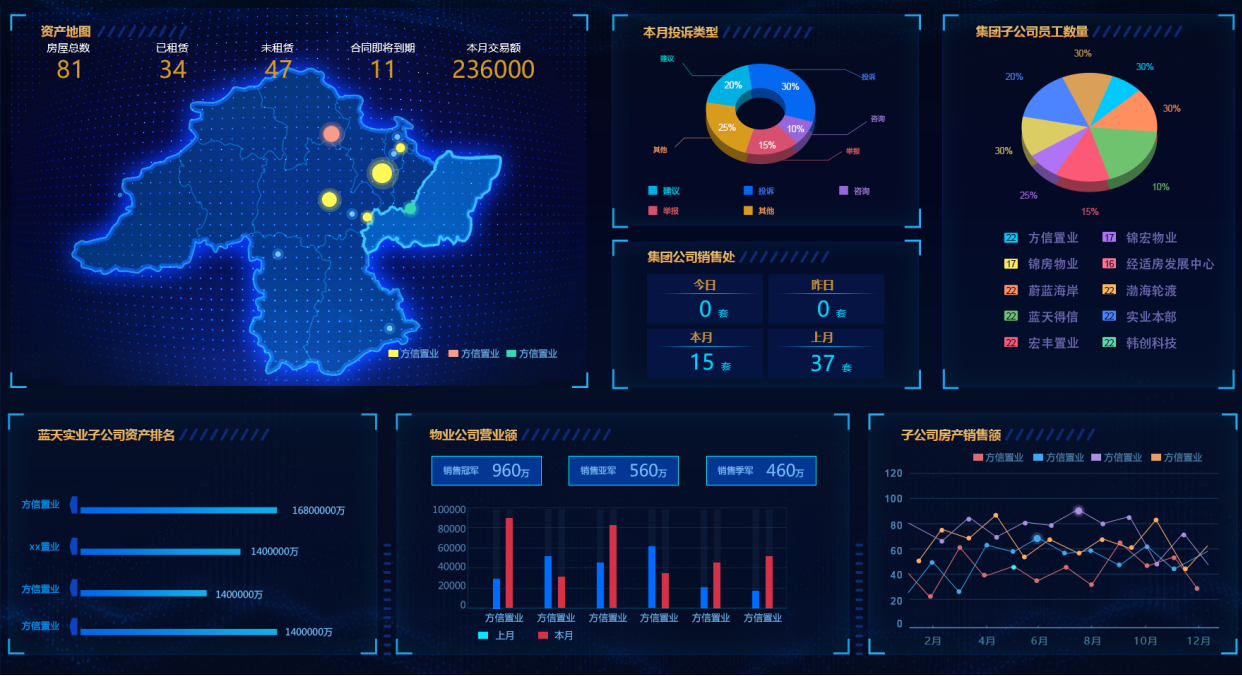 资产地图
房屋总数 已租赁 未租赁 合同即将到期 本月交易额
81 34 47 11 236000
方信置业 方信置业 方信置业
本月投诉类型
建议
投诉
咨询
举报
其他
20% 30% 10% 15% 25%
建议 投诉 咨询
举报 其他
集团公司销售处
今日 昨日
0 套 0 套
本月 上月
15 套 37 套
集团子公司员工数量
30%
30%
30%
10%
15%
25%
30%
20%
22 方信置业 17 锦宏物业
17 锦房物业 16 经适房发展中心
22 蔚蓝海岸 22 渤海轮渡
22 蓝天得信 22 实业本部
22 宏丰置业 22 韩创科技
蓝天实业子公司资产排名
方信置业 16800000万
xx置业 1400000万
方信置业 1400000万
方信置业 1400000万
物业公司营业额
销售冠军 960万 销售亚军 560万 销售季军 460万
100000
80000
60000
40000
20000
0
方信置业 方信置业 方信置业 方信置业 方信置业 方信置业
上月 本月
子公司房产销售额
方信置业 方信置业 方信置业 方信置业
120
100
80
60
40
20
0
2月 4月 6月 8月 10月 12月